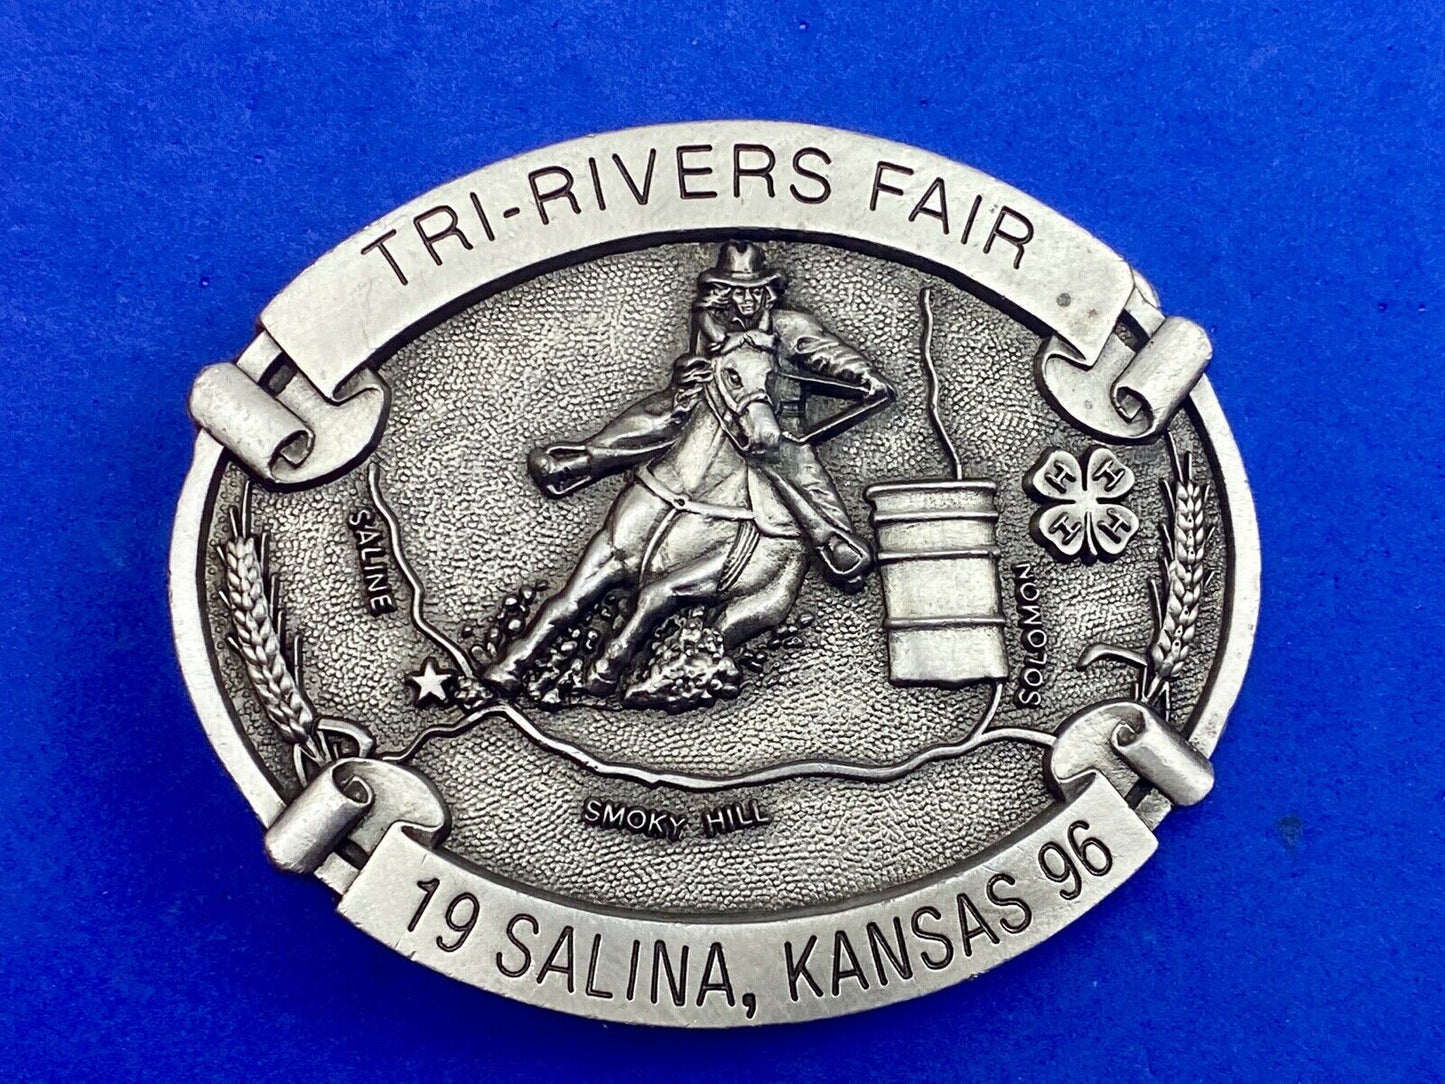 TRI-RIVERS FAIR
H H
H H
SALINE
SOLOMON
SMOKY HILL
19 SALINA, KANSAS 96